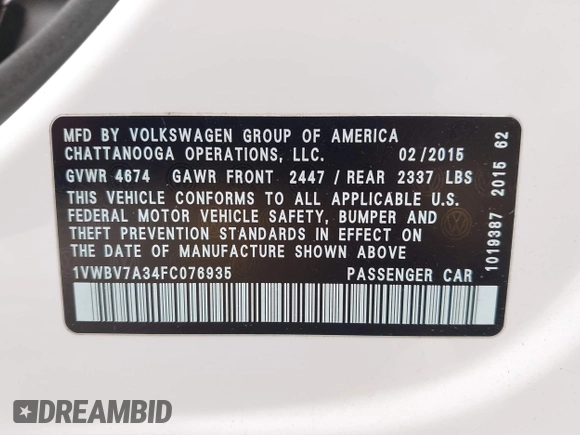 MFD BY VOLKSWAGEN GROUP OF AMERICA
CHATTANOOGA OPERATIONS, LLC. 02/2015
GVWR 4674 GAWR FRONT 2447 / REAR 2337 LBS
THIS VEHICLE CONFORMS TO ALL APPLICABLE U.S.
FEDERAL MOTOR VEHICLE SAFETY, BUMPER AND
THEFT PREVENTION STANDARDS IN EFFECT ON
THE DATE OF MANUFACTURE SHOWN ABOVE
1VWBV7A34FC076935 PASSENGER CAR
1019387 2015 62
DREAMBID